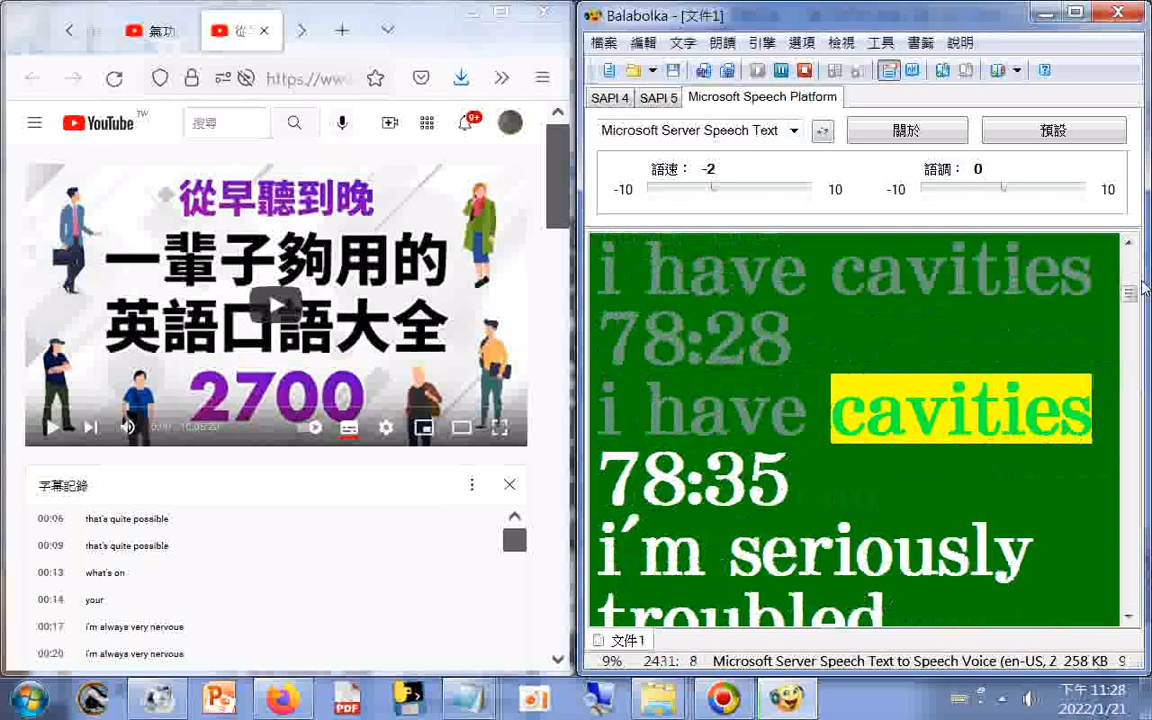 氣功
https://www
YouTube TW
搜尋
9+
從早聽到晚
一輩子夠用的
英語口語大全
2700
字幕記錄
00:06 that's quite possible
00:09 that's quite possible
00:13 what's on
00:14 your
00:17 i'm always very nervous
00:20 i'm always very nervous
Balabolka - [文件1]
檔案 編輯 文字 朗讀 引擎 選項 檢視 工具 書籤 說明
SAPI 4 SAPI 5 Microsoft Speech Platform
Microsoft Server Speech Text 關於 預設
語速： -2 語調： 0
-10 10 -10 10
i have cavities
78:28
i have cavities
78:35
i'm seriously
troubled
文件1
9% 2431: 8 Microsoft Server Speech Text to Speech Voice (en-US, Z 258 KB 9
PDF
下午 11:28
2022/1/21